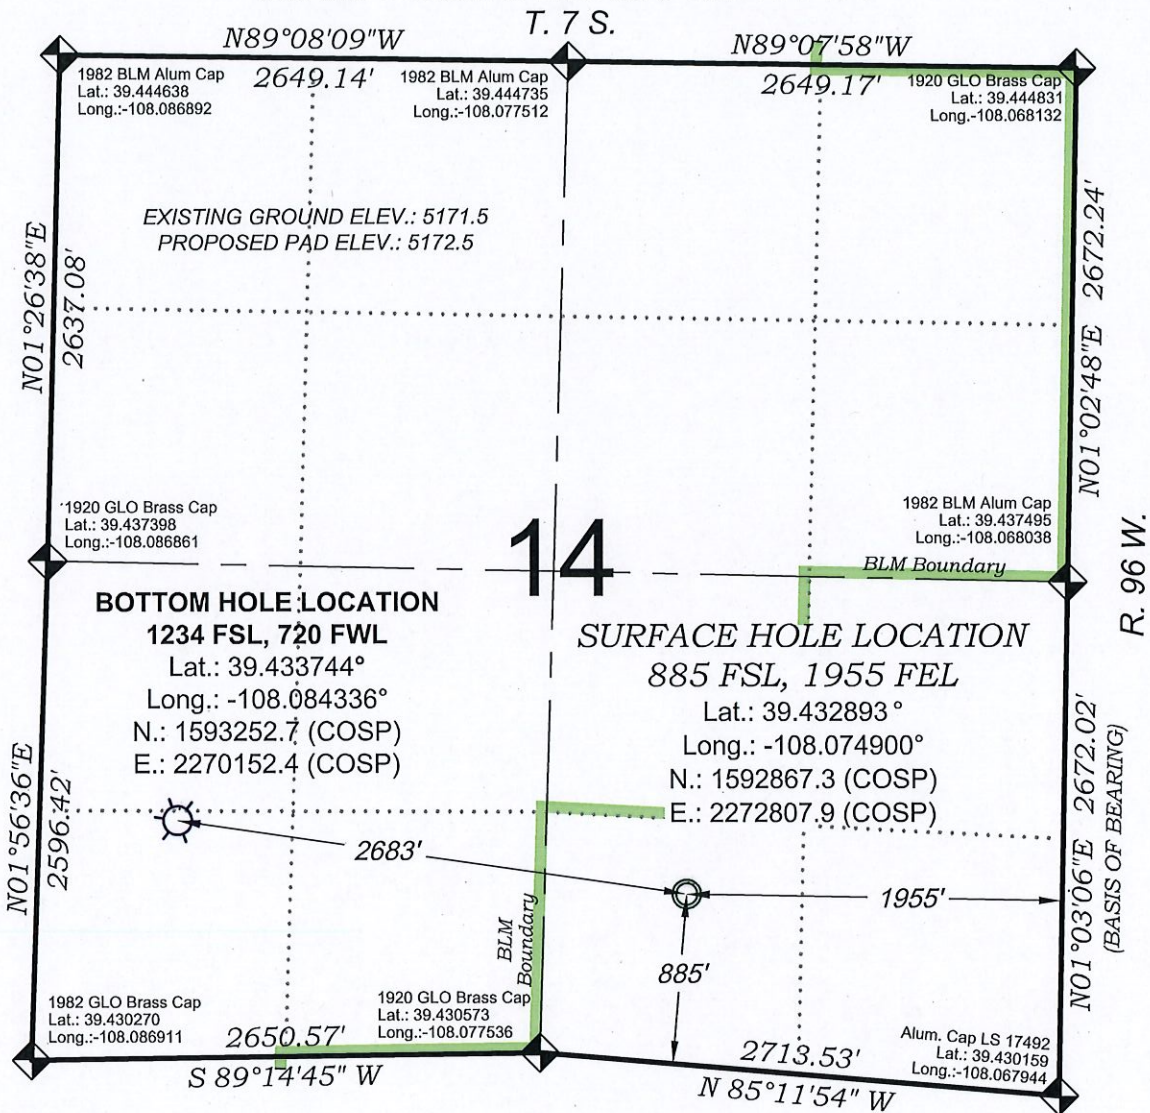 T. 7 S.
N89°08'09"W
N89°07'58"W
2649.14'
2649.17'
1982 BLM Alum Cap
Lat.: 39.444638
Long.:-108.086892
1982 BLM Alum Cap
Lat.: 39.444735
Long.:-108.077512
1920 GLO Brass Cap
Lat.: 39.444831
Long.-108.068132
EXISTING GROUND ELEV.: 5171.5
PROPOSED PAD ELEV.: 5172.5
N01°26'38"E
2637.08'
N01°02'48"E 2672.24'
1920 GLO Brass Cap
Lat.: 39.437398
Long.:-108.086861
14
1982 BLM Alum Cap
Lat.: 39.437495
Long.:-108.068038
BLM Boundary
R. 96 W.
BOTTOM HOLE LOCATION
1234 FSL, 720 FWL
Lat.: 39.433744°
Long.: -108.084336°
N.: 1593252.7 (COSP)
E.: 2270152.4 (COSP)
SURFACE HOLE LOCATION
885 FSL, 1955 FEL
Lat.: 39.432893°
Long.: -108.074900°
N.: 1592867.3 (COSP)
E.: 2272807.9 (COSP)
N01°56'36"E
2596.42'
N01°03'06"E 2672.02'
(BASIS OF BEARING)
2683'
1955'
885'
BLM
Boundary
1982 GLO Brass Cap
Lat.: 39.430270
Long.:-108.086911
1920 GLO Brass Cap
Lat.: 39.430573
Long.:-108.077536
Alum. Cap LS 17492
Lat.: 39.430159
Long.:-108.067944
2650.57'
S 89°14'45" W
2713.53'
N 85°11'54" W